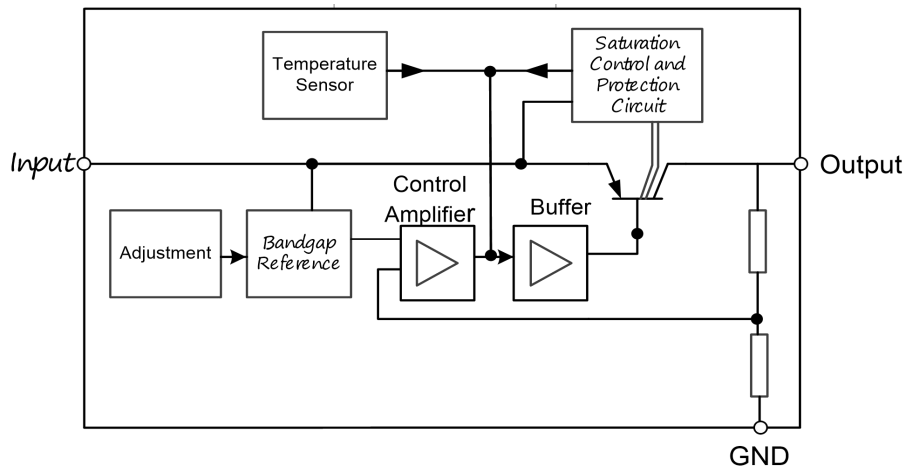 Temperature
Sensor
Saturation
Control and
Protection
Circuit
Input
Output
Control
Amplifier
Buffer
Adjustment
Bandgap
Reference
GND